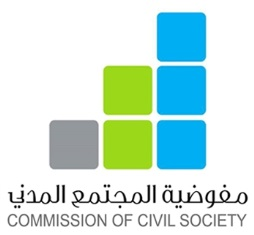 مفوضية المجتمع المدني
COMMISSION OF CIVIL SOCIETY